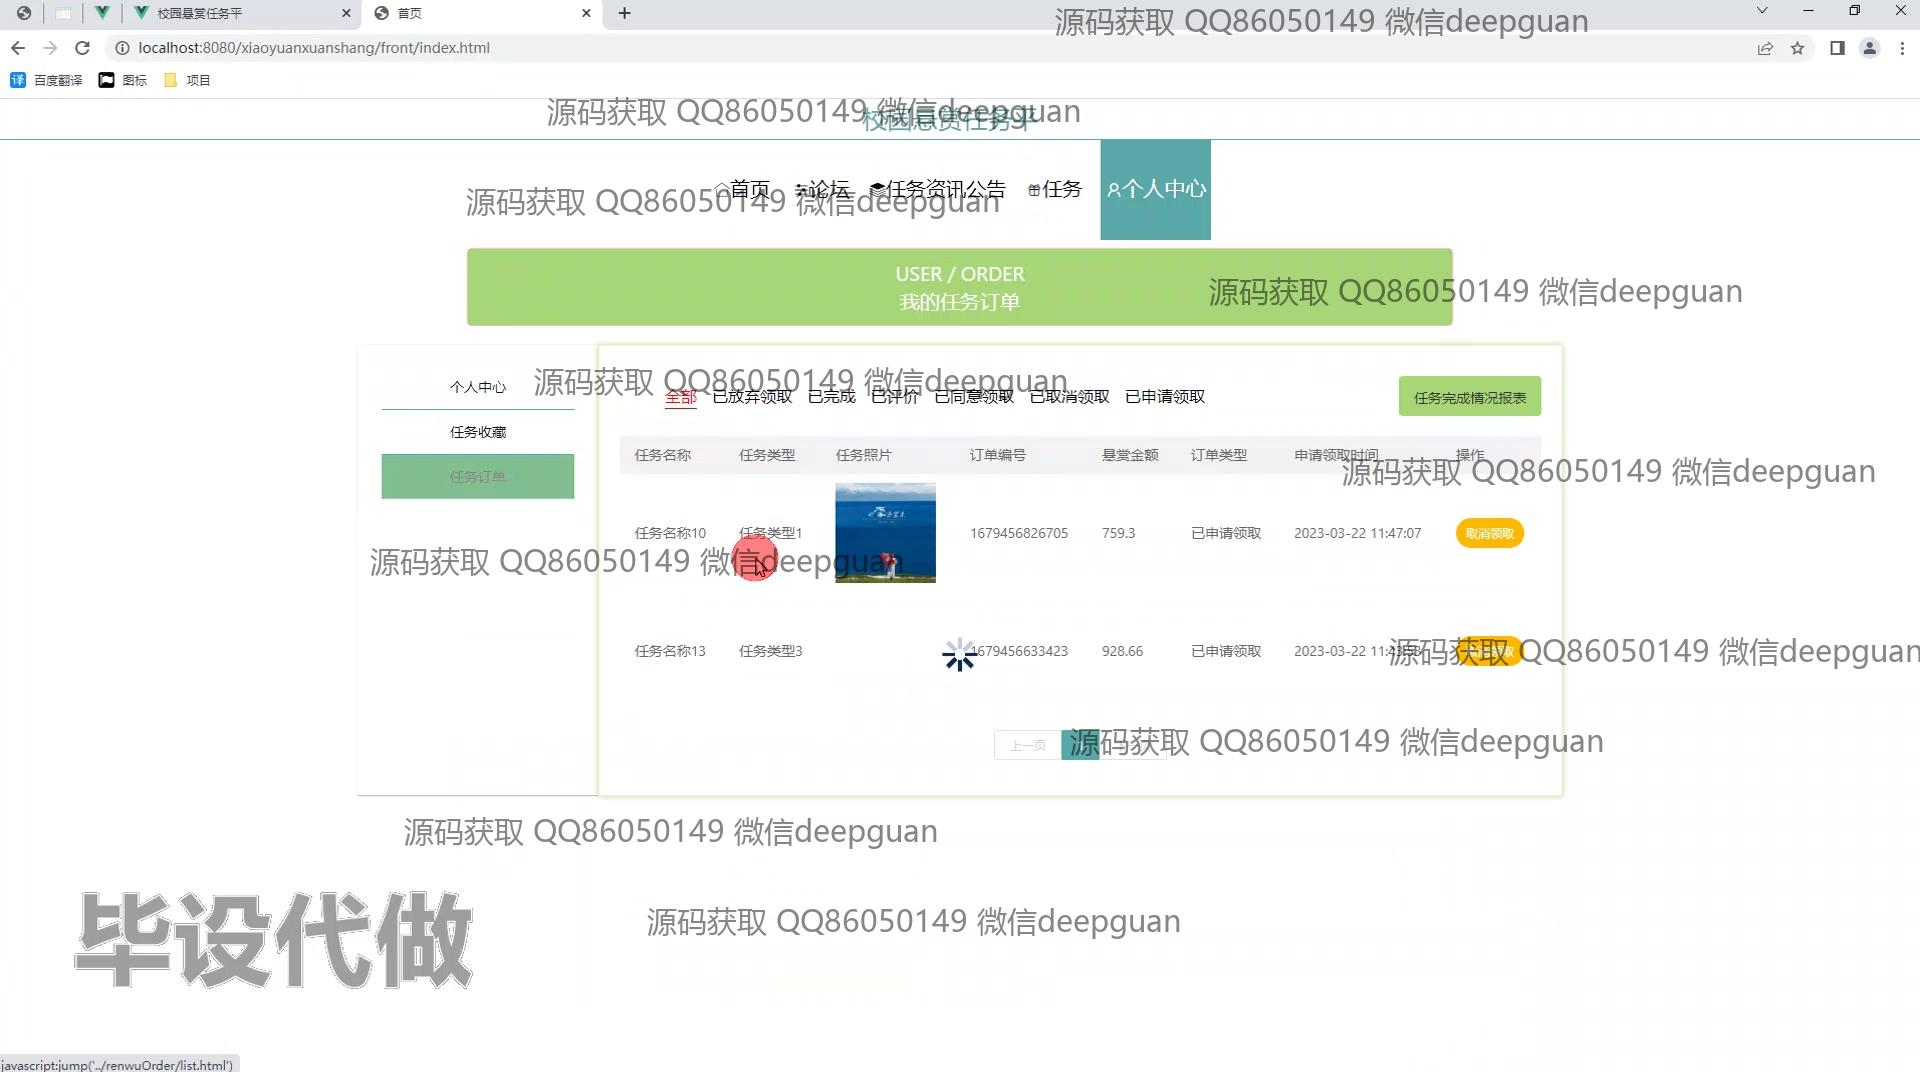 校园悬赏任务平
首页
源码获取 QQ86050149 微信deepguan
localhost:8080/xiaoyuanxuanshang/front/index.html
百度翻译 图标 项目
源码获取 QQ86050149 微信deepguan
校园悬赏任务平
首页 论坛 任务资讯公告 任务 个人中心
源码获取 QQ86050149 微信deepguan
USER / ORDER
我的任务订单
源码获取 QQ86050149 微信deepguan
个人中心
任务收藏
任务订单
源码获取 QQ86050149 微信deepguan
全部 已放弃领取 已完成 已评价 已同意领取 已取消领取 已申请领取
任务完成情况报表
任务名称 任务类型 任务照片 订单编号 悬赏金额 订单类型 申请领取时间 操作
源码获取 QQ86050149 微信deepguan
任务名称10 任务类型1 1679456826705 759.3 已申请领取 2023-03-22 11:47:07 取消领取
源码获取 QQ86050149 微信deepguan
任务名称13 任务类型3 1679456633423 928.66 已申请领取 2023-03-22 11:43:53 取消领取
源码获取 QQ86050149 微信deepguan
上一页
源码获取 QQ86050149 微信deepguan
源码获取 QQ86050149 微信deepguan
毕设代做
源码获取 QQ86050149 微信deepguan
javascript:jump('../renwuOrder/list.html')